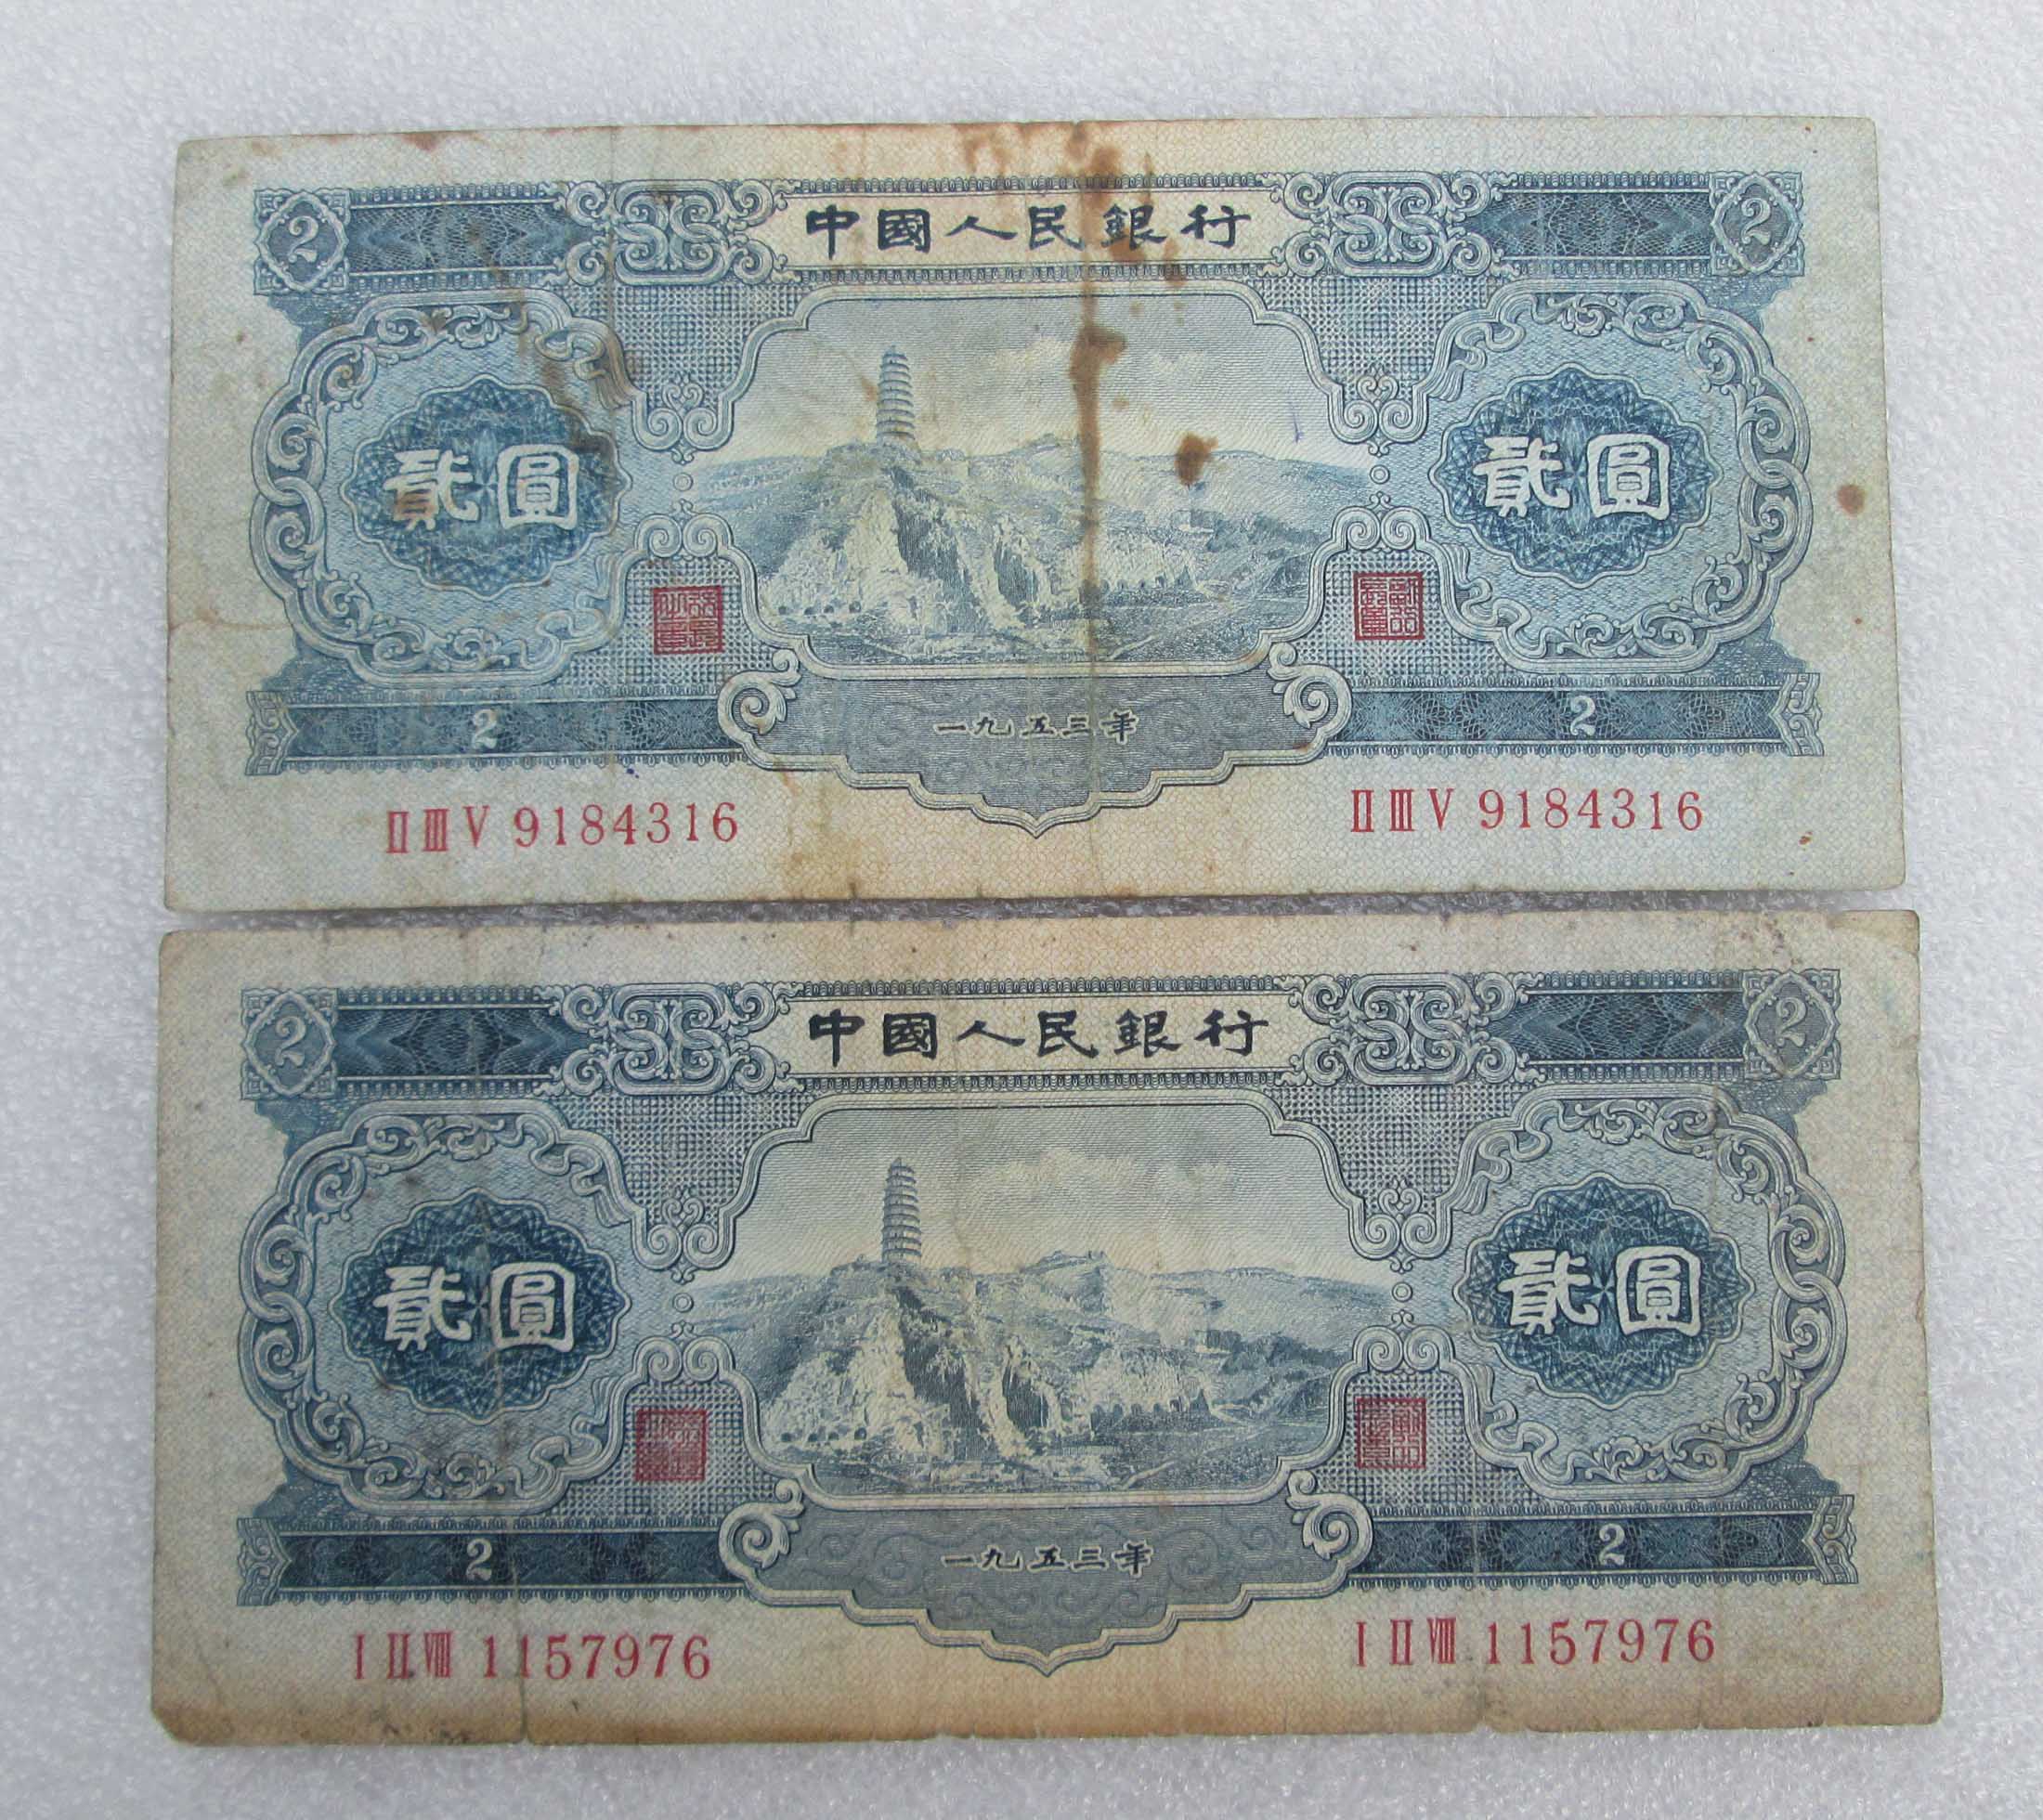 2 中國人民銀行 2
貳圓 貳圓
2 一九五三年 2
II III V 9184316 II III V 9184316
2 中國人民銀行 2
貳圓 貳圓
2 一九五三年 2
I II VIII 1157976 I II VIII 1157976